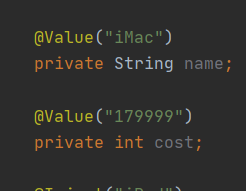 @Value("iMac")
private String name;
@Value("179999")
private int cost;